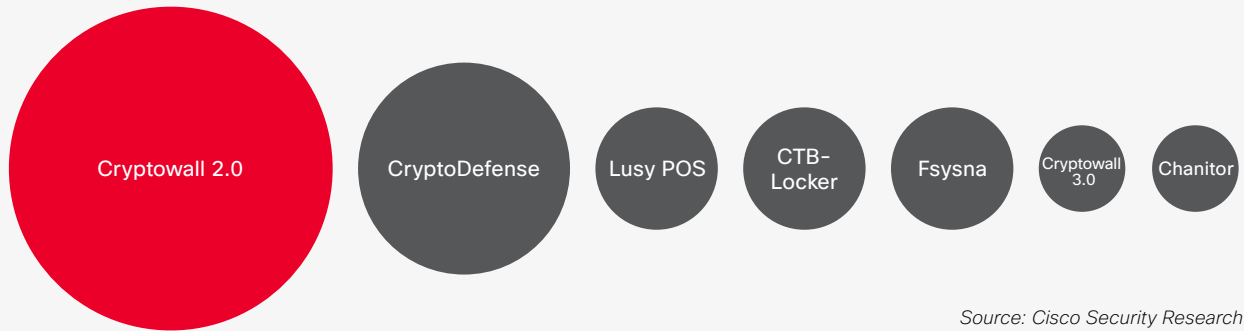 Cryptowall 2.0
CryptoDefense
Lusy POS
CTB-
Locker
Fsysna
Cryptowall
3.0
Chanitor
Source: Cisco Security Research